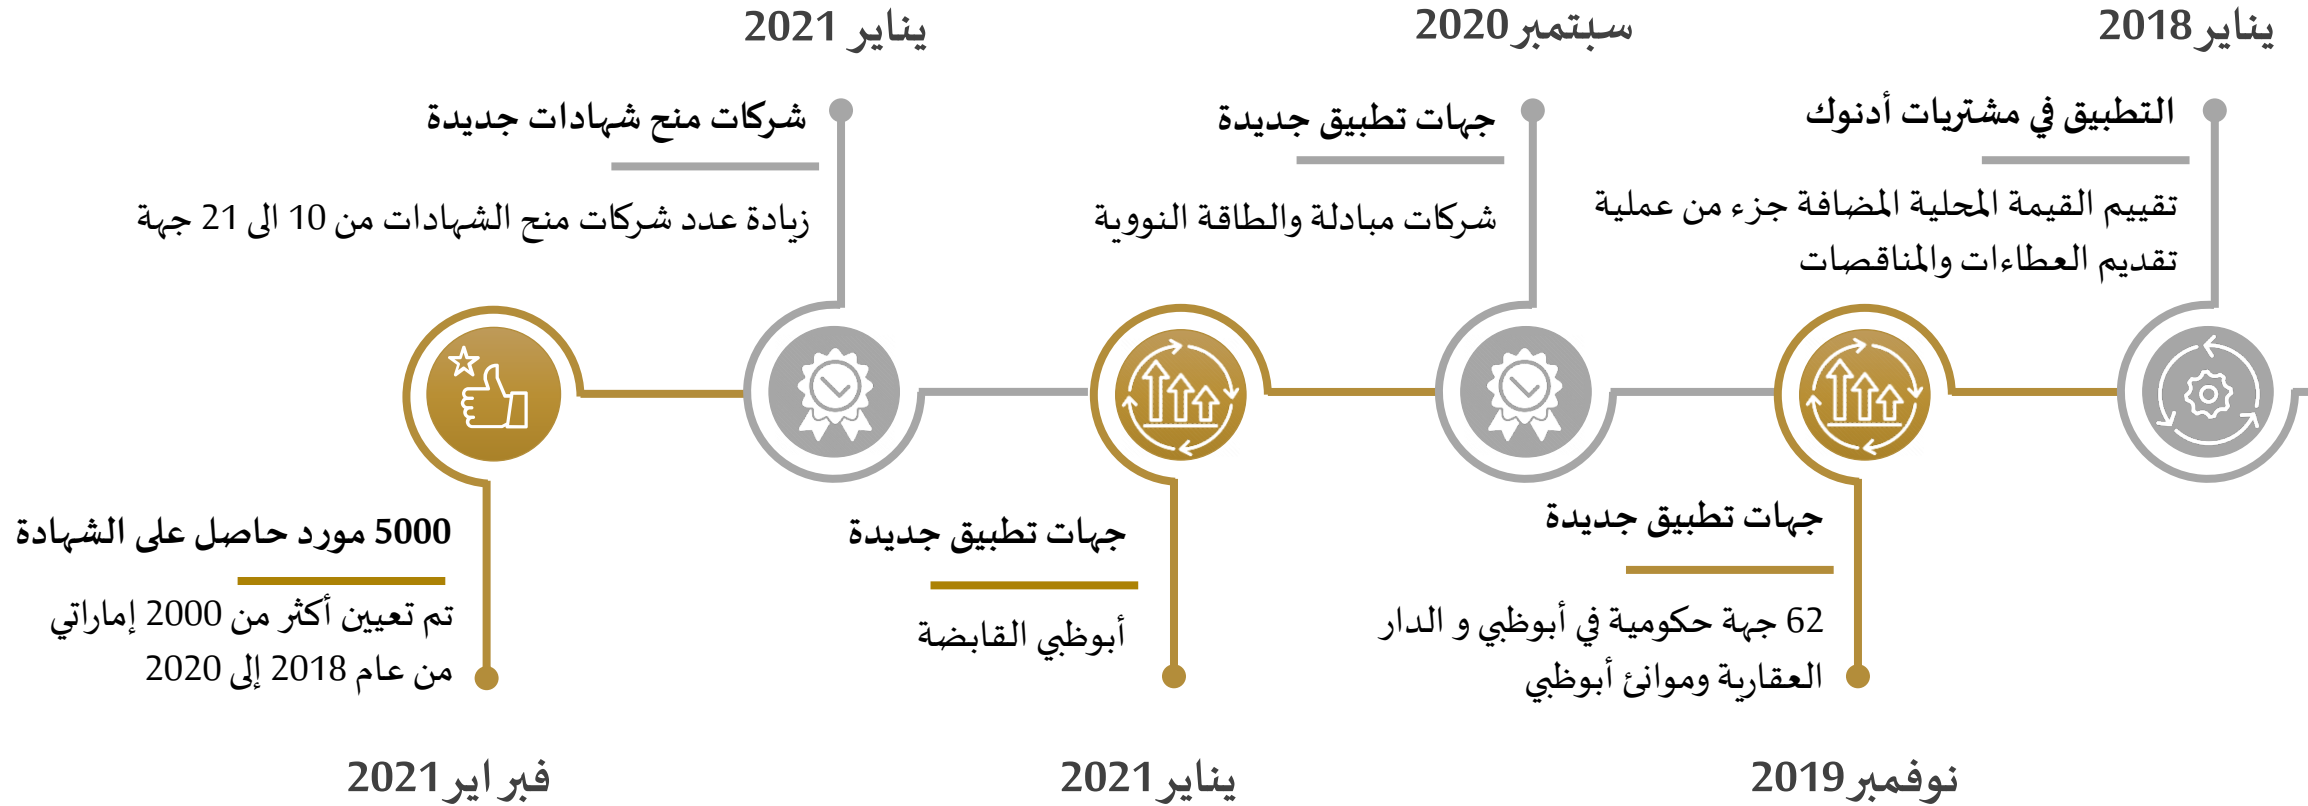 يناير 2018
التطبيق في مشتريات أدنوك
تقييم القيمة المحلية المضافة جزء من عملية
تقديم العطاءات والمناقصات
جهات تطبيق جديدة
62 جهة حكومية في أبوظبي و الدار
العقارية وموانئ أبوظبي
نوفمبر 2019
سبتمبر 2020
جهات تطبيق جديدة
شركات مبادلة والطاقة النووية
جهات تطبيق جديدة
أبوظبي القابضة
يناير 2021
يناير 2021
شركات منح شهادات جديدة
زيادة عدد شركات منح الشهادات من 10 الى 21 جهة
5000 مورد حاصل على الشهادة
تم تعيين أكثر من 2000 إماراتي
من عام 2018 إلى 2020
فبراير 2021